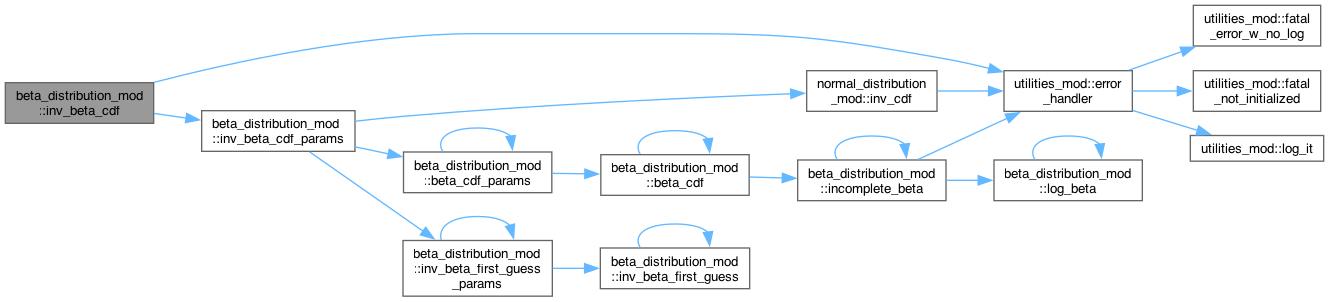 beta_distribution_mod
::inv_beta_cdf
beta_distribution_mod
::inv_beta_cdf_params
normal_distribution
_mod::inv_cdf
beta_distribution_mod
::beta_cdf_params
beta_distribution_mod
::beta_cdf
beta_distribution_mod
::incomplete_beta
beta_distribution_mod
::log_beta
beta_distribution_mod
::inv_beta_first_guess
_params
beta_distribution_mod
::inv_beta_first_guess
utilities_mod::error
_handler
utilities_mod::fatal
_error_w_no_log
utilities_mod::fatal
_not_initialized
utilities_mod::log_it